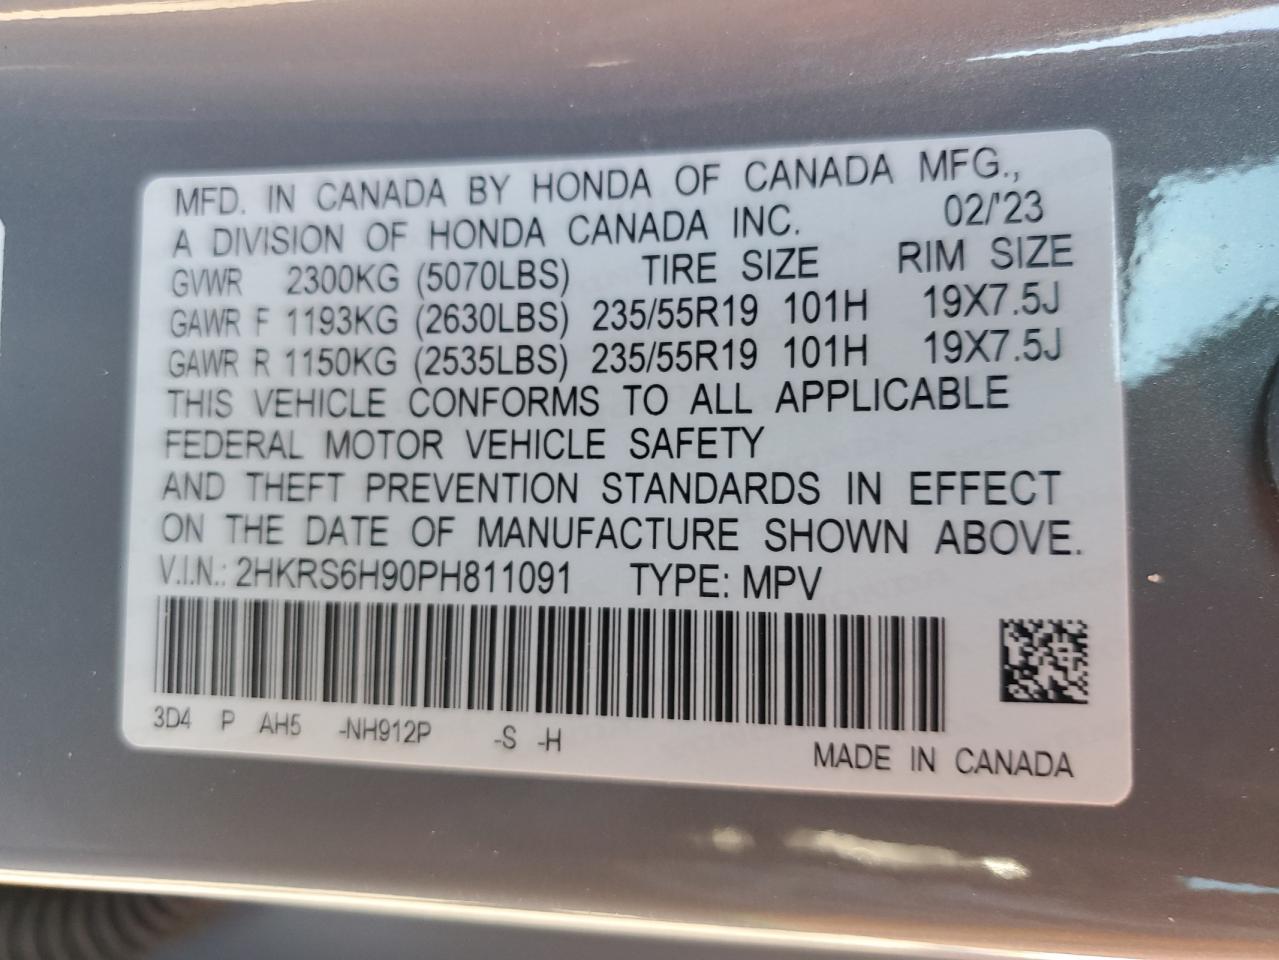 MFD. IN CANADA BY HONDA OF CANADA MFG.,
A DIVISION OF HONDA CANADA INC. 02/'23
GVWR 2300KG (5070LBS) TIRE SIZE RIM SIZE
GAWR F 1193KG (2630LBS) 235/55R19 101H 19X7.5J
GAWR R 1150KG (2535LBS) 235/55R19 101H 19X7.5J
THIS VEHICLE CONFORMS TO ALL APPLICABLE
FEDERAL MOTOR VEHICLE SAFETY
AND THEFT PREVENTION STANDARDS IN EFFECT
ON THE DATE OF MANUFACTURE SHOWN ABOVE.
V.I.N.: 2HKRS6H90PH811091 TYPE: MPV
3D4 P AH5 -NH912P -S -H
MADE IN CANADA